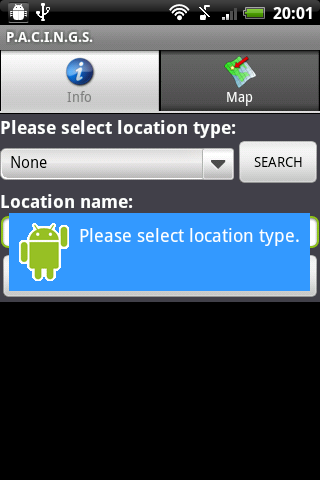 20:01
P.A.C.I.N.G.S.
Info
Map
Please select location type:
None
SEARCH
Location name:
Please select location type.